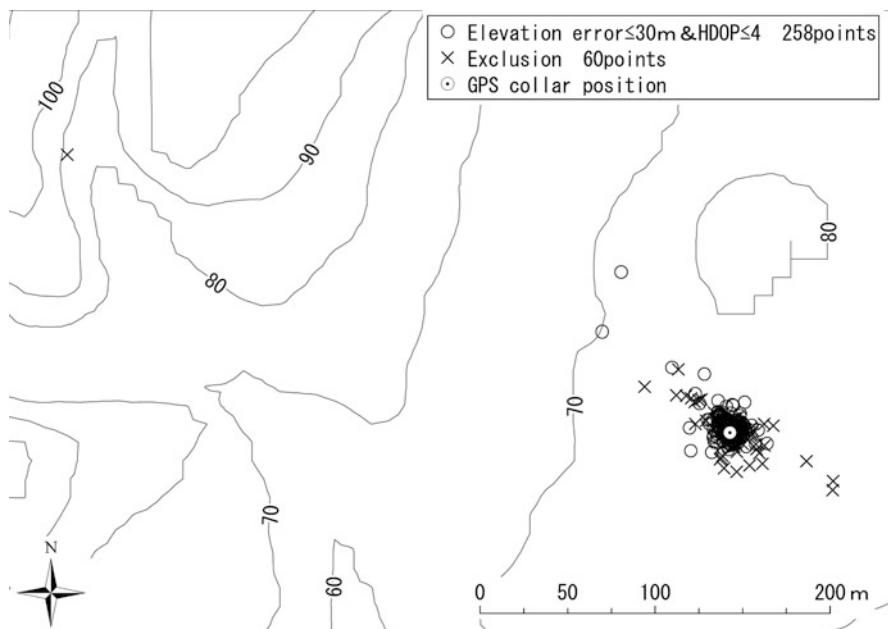 ○ Elevation error≤30m &HDOP≤4 258points
× Exclusion 60points
⊙ GPS collar position
100
90
80
80
70
70
60
N
0 50 100 200 m